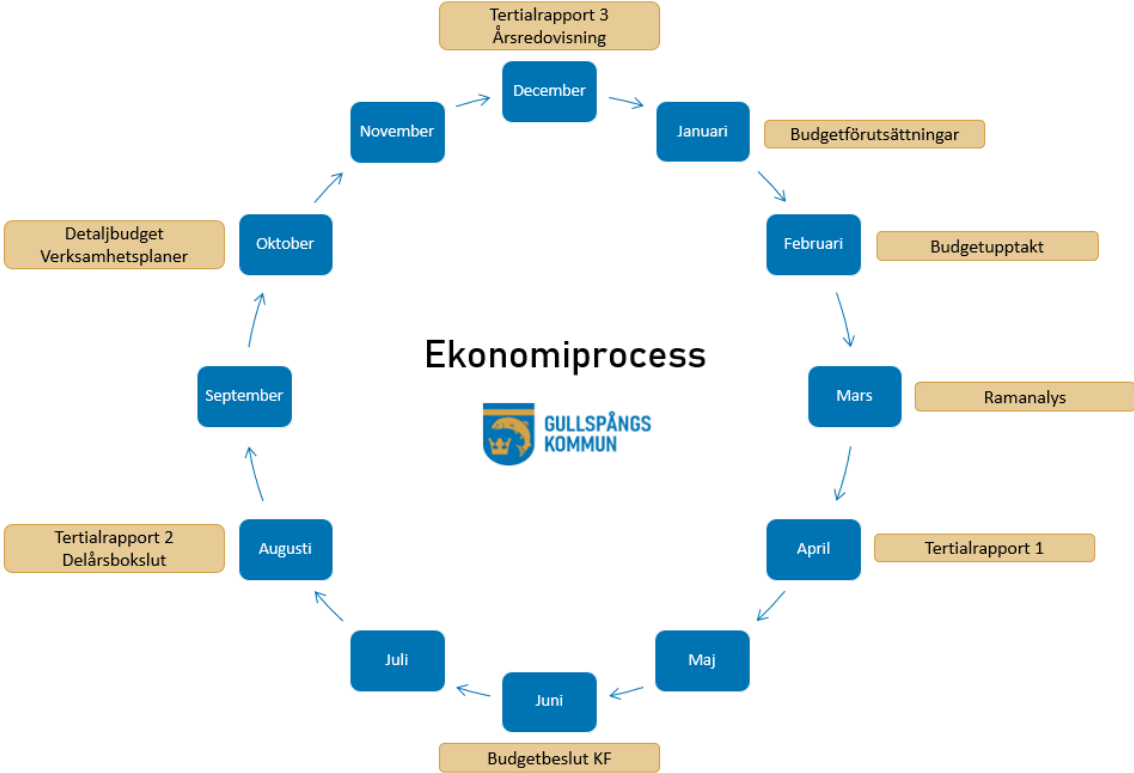 Tertialrapport 3
Årsredovisning
December
Januari
Budgetförutsättningar
Februari
Budgetupptakt
Mars
Ramanalys
April
Tertialrapport 1
Maj
Juni
Budgetbeslut KF
Juli
Augusti
Tertialrapport 2
Delårsbokslut
September
Oktober
Detaljbudget
Verksamhetsplaner
November
Ekonomiprocess
GULLSPÅNGS
KOMMUN